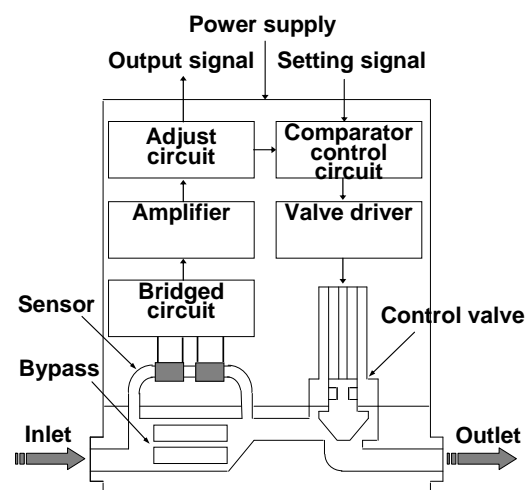 Power supply
Output signal
Setting signal
Adjust
circuit
Comparator
control
circuit
Amplifier
Valve driver
Bridged
circuit
Sensor
Control valve
Bypass
Inlet
Outlet